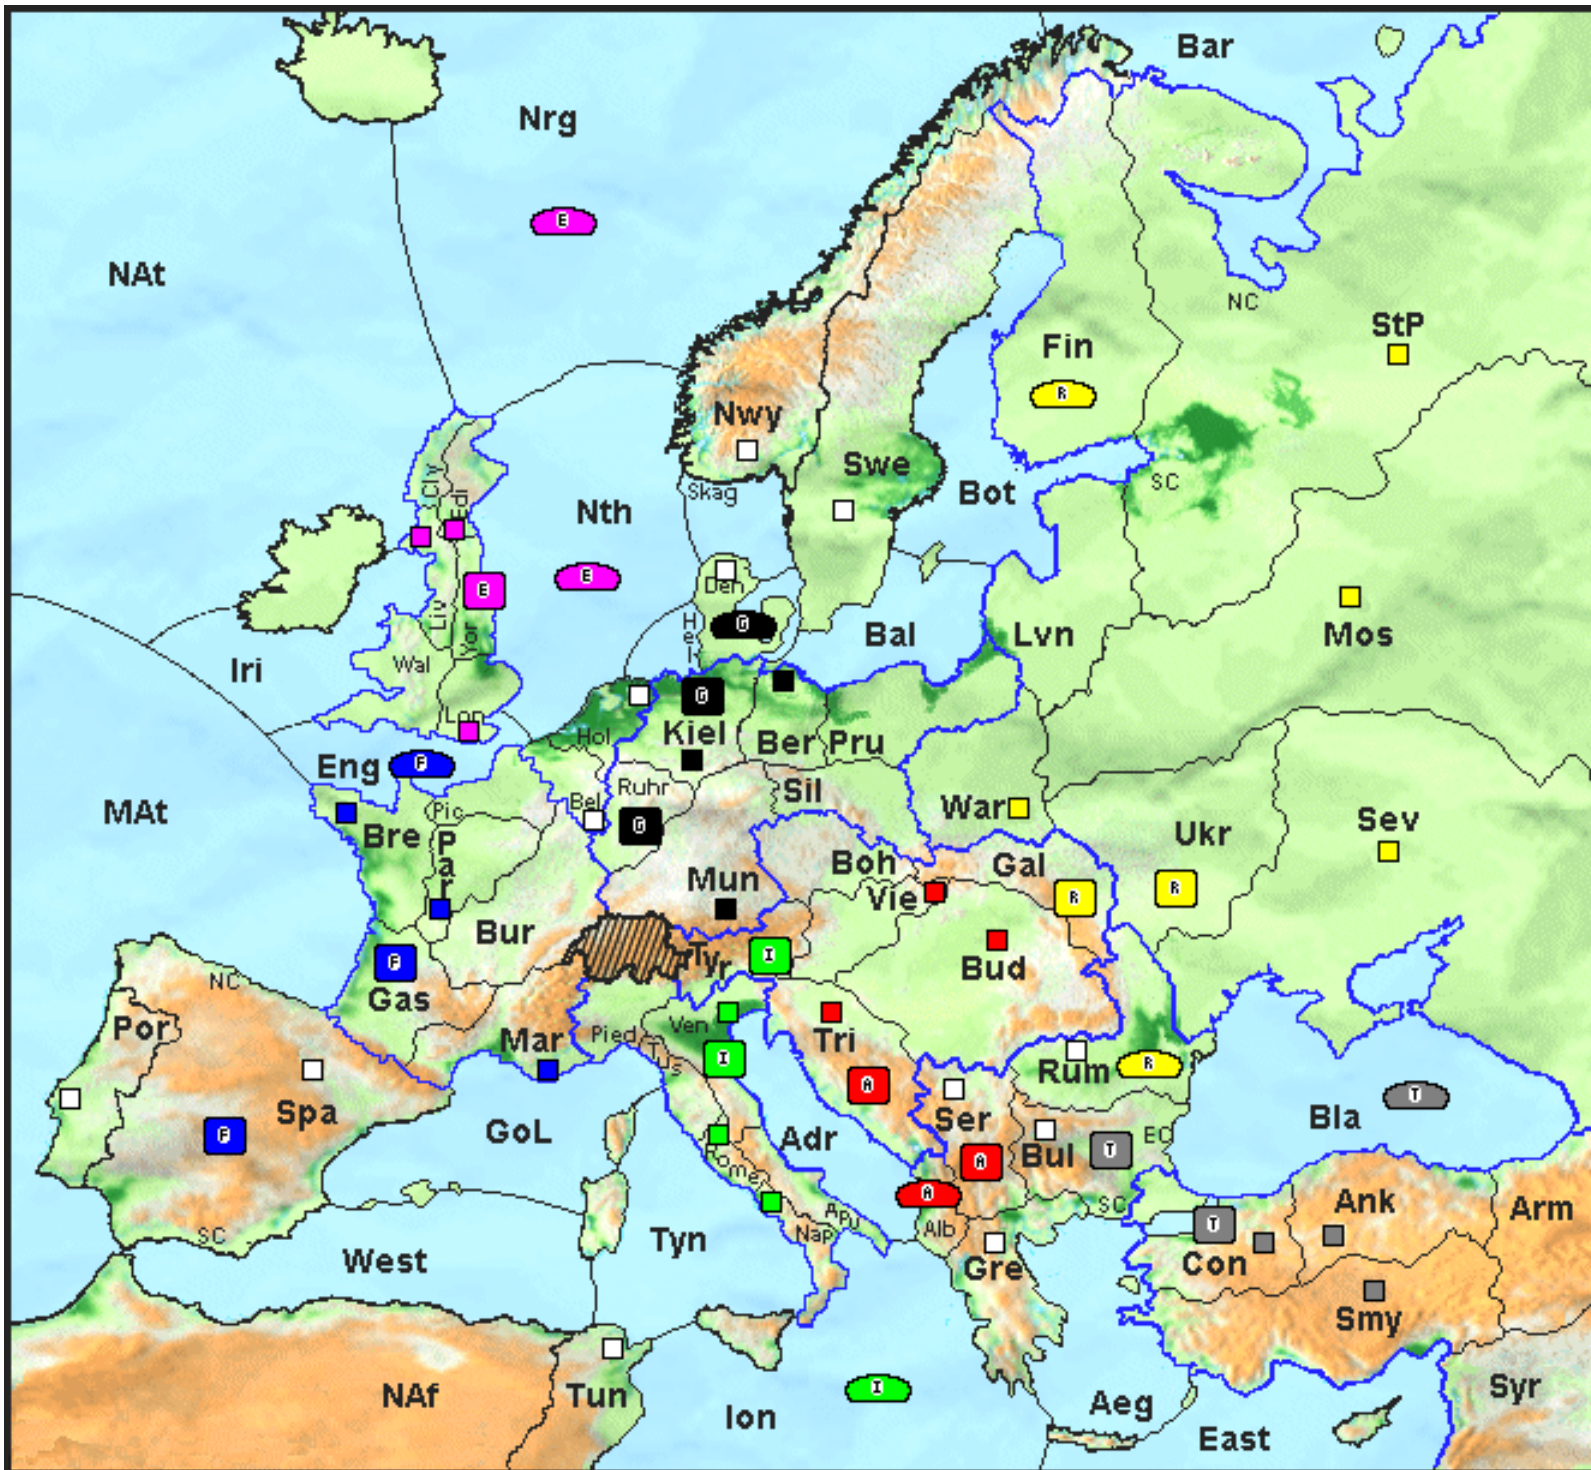 Bar
Nrg
E
NAt
NC
StP
Fin
R
Nwy
Swe
Skag
Bot
SC
Cly
Edi
Nth
E
E
Den
G
Hel
Bal
Lvn
Mos
Liv
Yor
Wal
Iri
Lon
Hol
G
Kiel
Ber
Pru
Eng
F
Ruhr
Sil
War
MAt
Bre
Pic
Par
Bel
G
Ukr
Sev
Boh
Gal
Mun
Vie
R
R
Bur
Tyr
I
Bud
F
Gas
NC
Por
Mar
Pied
Ven
Tus
I
Tri
A
Rum
R
Spa
F
GoL
Rome
Adr
Ser
A
Bul
T
EC
Bla
T
A
Alb
SC
SC
Apu
Nap
West
Tyn
Gre
T
Con
Ank
Arm
Smy
NAf
Tun
Ion
I
Aeg
East
Syr